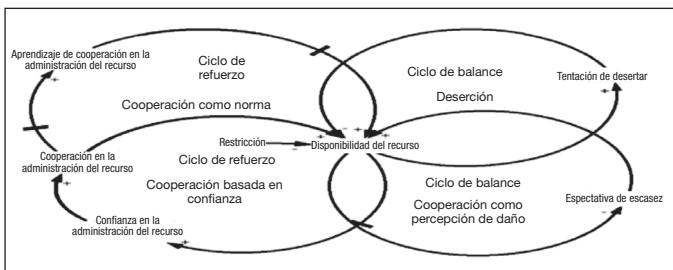 Aprendizaje de cooperación en la
administración del recurso
Ciclo de
refuerzo
Ciclo de balance
Tentación de desertar
Deserción
Cooperación como norma
Restricción
Disponibilidad del recurso
Cooperación en la
administración del recurso
Ciclo de refuerzo
Cooperación basada en
confianza
Ciclo de balance
Cooperación como
percepción de daño
Espectativa de escasez
Confianza en la
administración del recurso